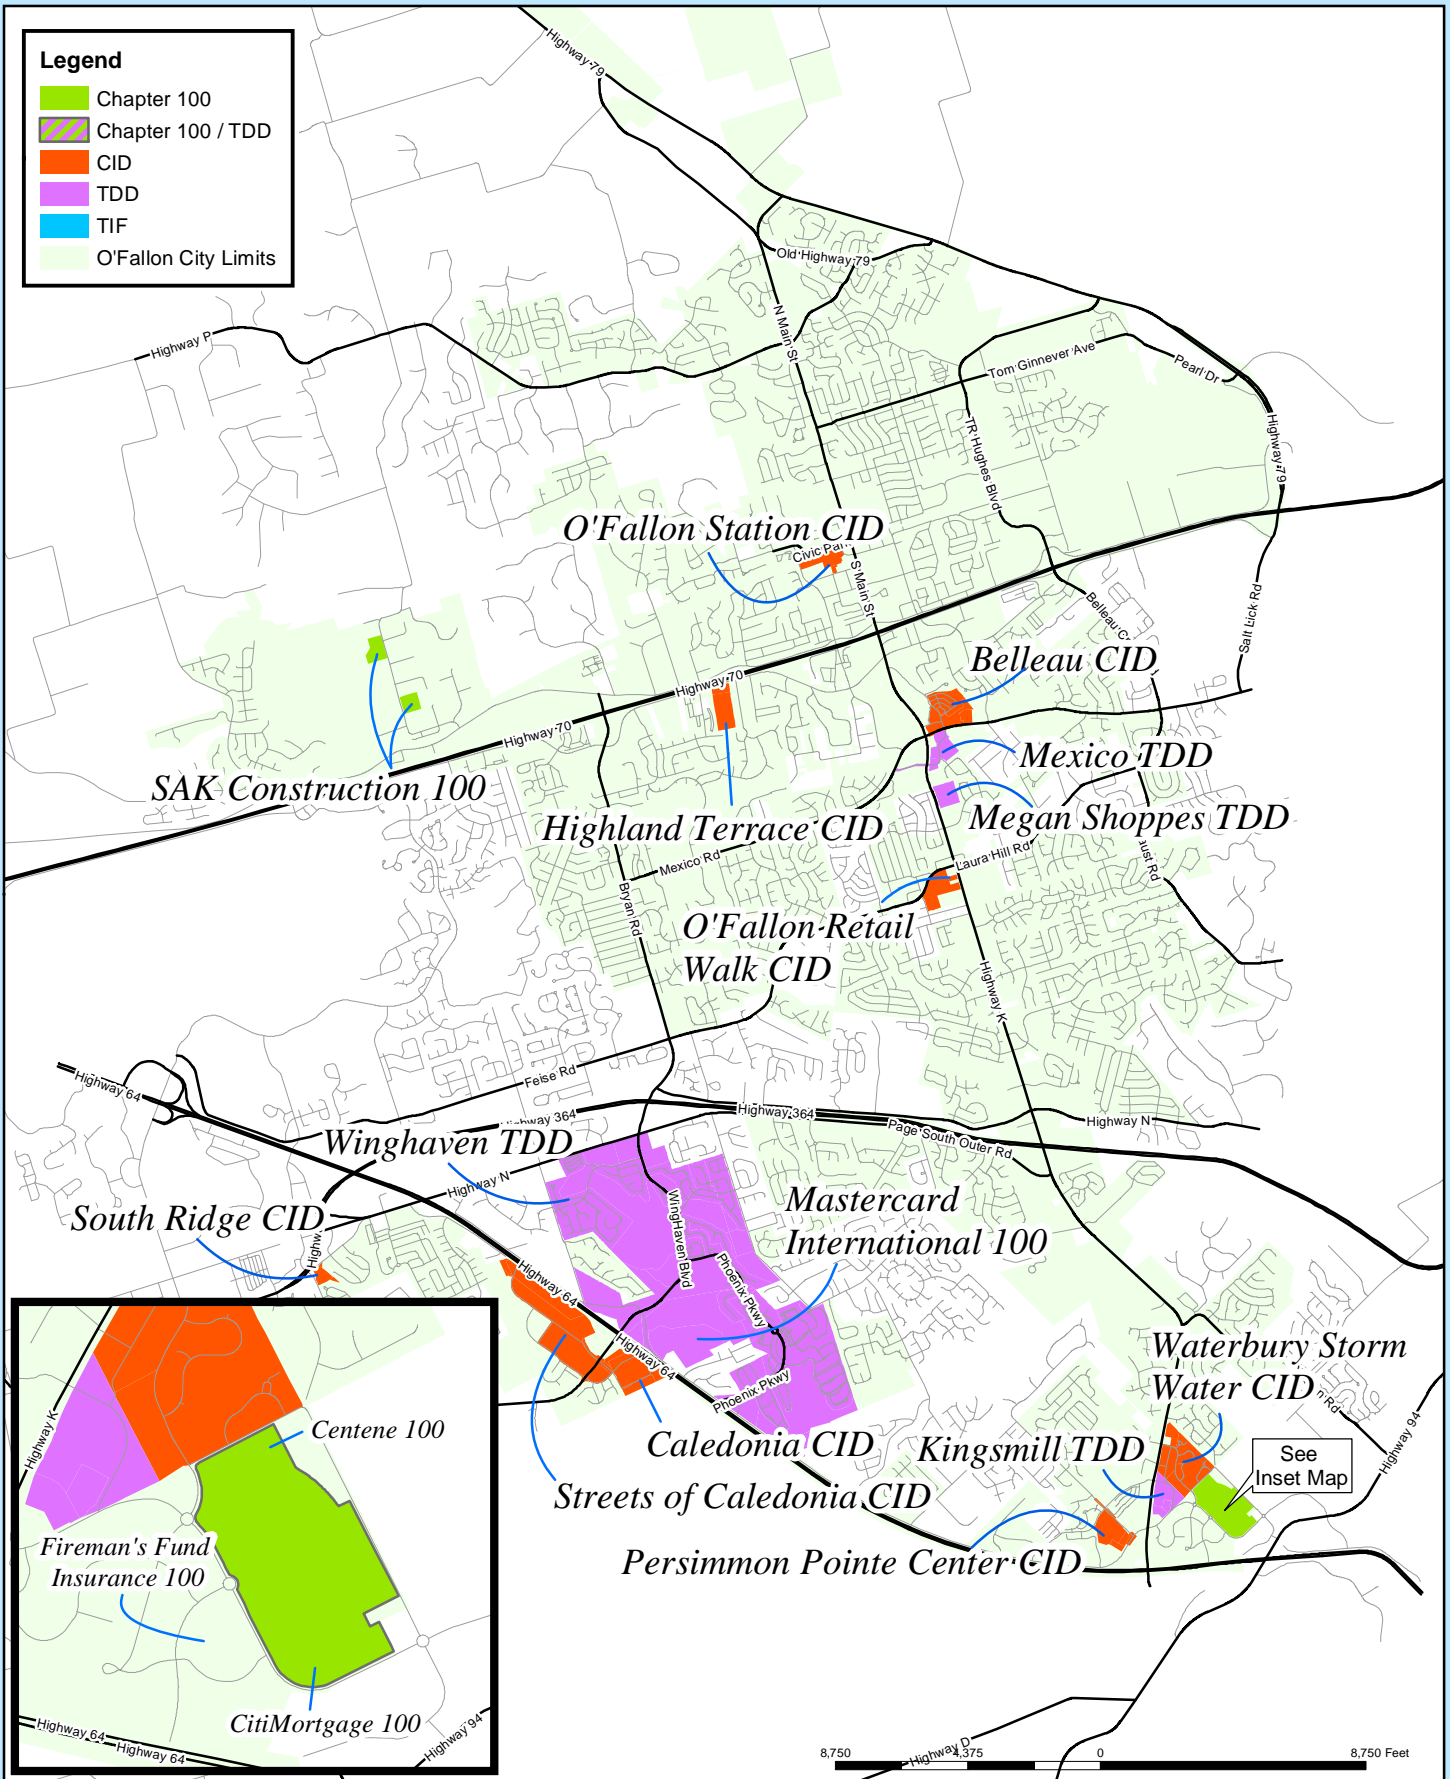 Legend
Chapter 100
Chapter 100 / TDD
CID
TDD
TIF
O'Fallon City Limits
Highway 79
Old Highway 79
N Main St
Highway P
Tom Ginnever Ave
Pearl Dr
Highway 79
TR Hughes Blvd
O'Fallon Station CID
S Main St
Salt Lick Rd
Belleau CID
Highway 70
Highway 70
Mexico TDD
SAK Construction 100
Megan Shoppes TDD
Highland Terrace CID
Laura Hill Rd
Mexico Rd
Bryan Rd
O'Fallon Retail
Walk CID
Highway K
Highway 64
Feise Rd
Highway 364
Highway 364
Highway N
Page South Outer Rd
Winghaven TDD
Highway N
South Ridge CID
WingHaven Blvd
Mastercard
International 100
Phoenix Pkwy
Highway 64
Highway 64
Phoenix Pkwy
Waterbury Storm
Water CID
Highway 94
Caledonia CID
Kingsmill TDD
See
Inset Map
Streets of Caledonia CID
Persimmon Pointe Center CID
Highway K
Centene 100
Fireman's Fund
Insurance 100
CitiMortgage 100
Highway 64
Highway 64
Highway 94
Highway D
8,750
4,375
0
8,750 Feet